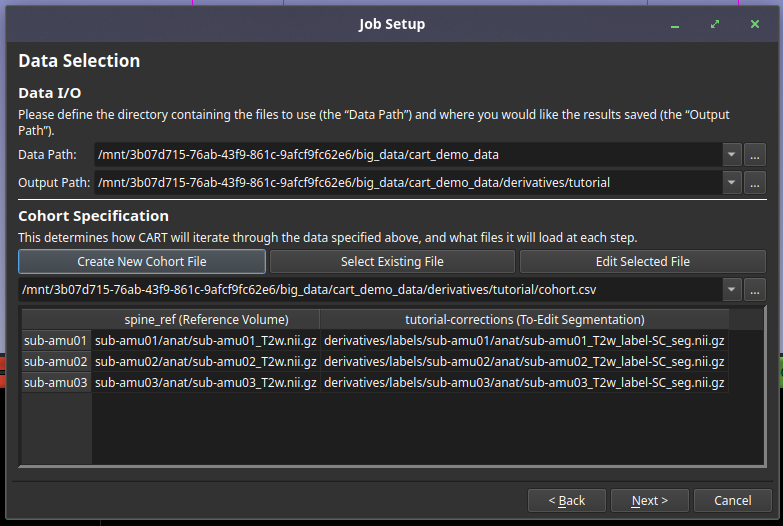 Job Setup
Data Selection
Data I/O
Please define the directory containing the files to use (the “Data Path”) and where you would like the results saved (the “Output
Path”).
Data Path: /mnt/3b07d715-76ab-43f9-861c-9afcf9fc62e6/big_data/cart_demo_data ...
Output Path: /mnt/3b07d715-76ab-43f9-861c-9afcf9fc62e6/big_data/cart_demo_data/derivatives/tutorial ...
Cohort Specification
This determines how CART will iterate through the data specified above, and what files it will load at each step.
Create New Cohort File Select Existing File Edit Selected File
/mnt/3b07d715-76ab-43f9-861c-9afcf9fc62e6/big_data/cart_demo_data/derivatives/tutorial/cohort.csv ...
spine_ref (Reference Volume) tutorial-corrections (To-Edit Segmentation)
sub-amu01 sub-amu01/anat/sub-amu01_T2w.nii.gz derivatives/labels/sub-amu01/anat/sub-amu01_T2w_label-SC_seg.nii.gz
sub-amu02 sub-amu02/anat/sub-amu02_T2w.nii.gz derivatives/labels/sub-amu02/anat/sub-amu02_T2w_label-SC_seg.nii.gz
sub-amu03 sub-amu03/anat/sub-amu03_T2w.nii.gz derivatives/labels/sub-amu03/anat/sub-amu03_T2w_label-SC_seg.nii.gz
< Back Next > Cancel